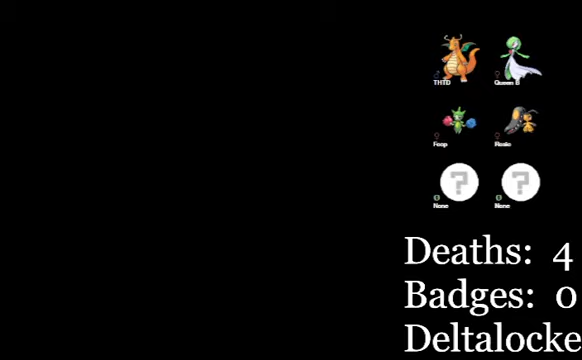 THTD Queen B
Foop Rosie
None None
Deaths: 4
Badges: 0
Deltalocke